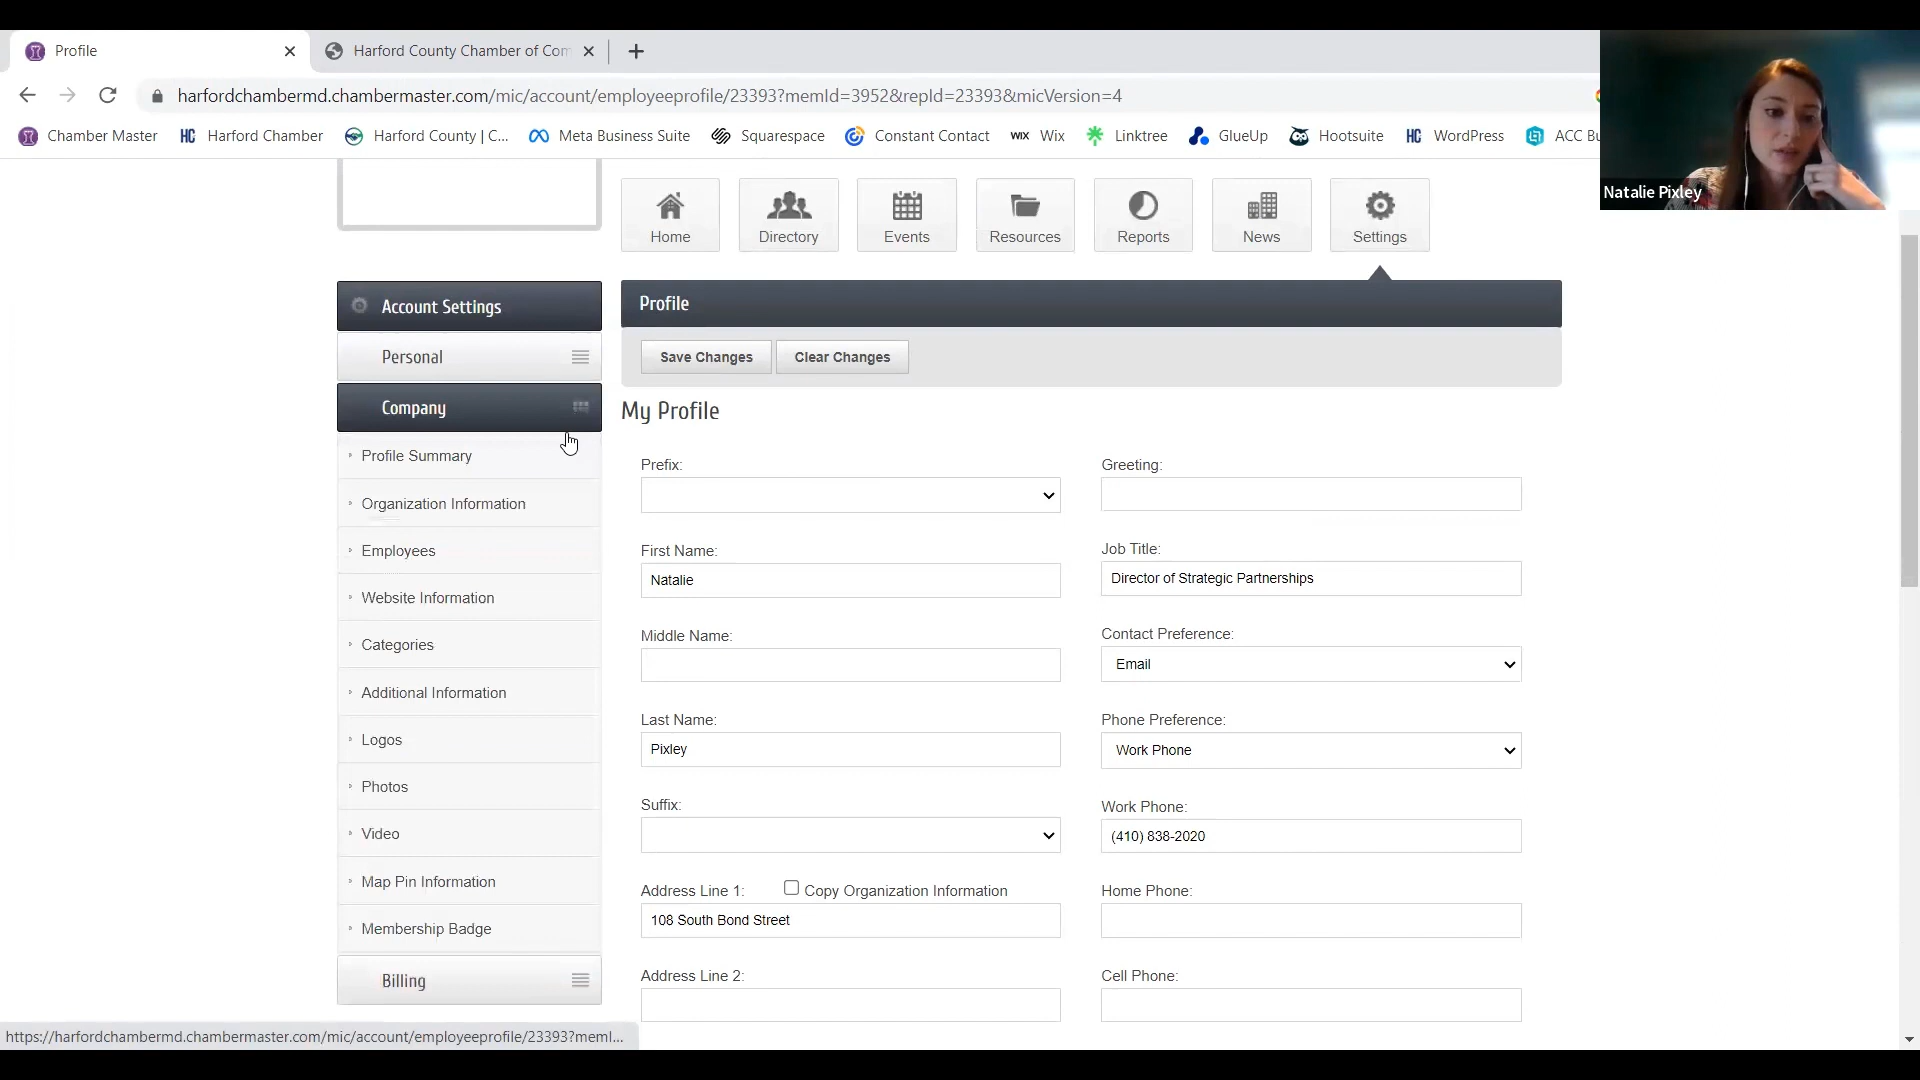 Profile
Harford County Chamber of Com
harfordchambermd.chambermaster.com/mic/account/employeeprofile/23393?memId=3952&repId=23393&micVersion=4
Chamber Master
HC Harford Chamber
Harford County | C...
Meta Business Suite
Squarespace
Constant Contact
WIX Wix
Linktree
GlueUp
Hootsuite
HC WordPress
ACC Bu
Natalie Pixley
Home
Directory
Events
Resources
Reports
News
Settings
Account Settings
Personal
Company
Profile Summary
Organization Information
Employees
Website Information
Categories
Additional Information
Logos
Photos
Video
Map Pin Information
Membership Badge
Billing
Profile
Save Changes
Clear Changes
My Profile
Prefix:
Greeting:
First Name:
Natalie
Job Title:
Director of Strategic Partnerships
Middle Name:
Contact Preference:
Email
Last Name:
Pixley
Phone Preference:
Work Phone
Suffix:
Work Phone:
(410) 838-2020
Address Line 1:
Copy Organization Information
108 South Bond Street
Home Phone:
Address Line 2:
Cell Phone:
https://harfordchambermd.chambermaster.com/mic/account/employeeprofile/23393?memI...